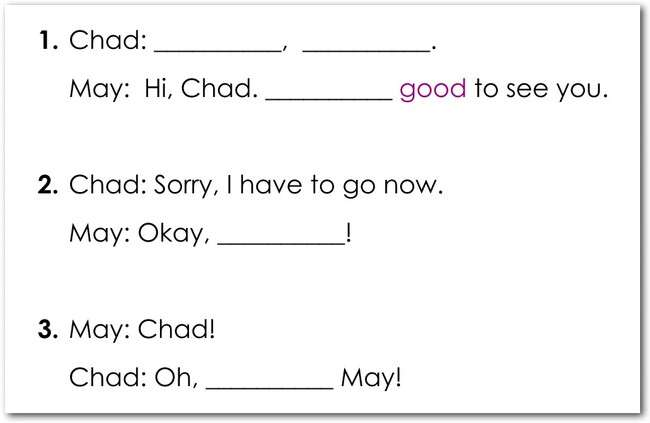 1. Chad: __________, __________.
May: Hi, Chad. __________ good to see you.
2. Chad: Sorry, I have to go now.
May: Okay, __________!
3. May: Chad!
Chad: Oh, __________ May!